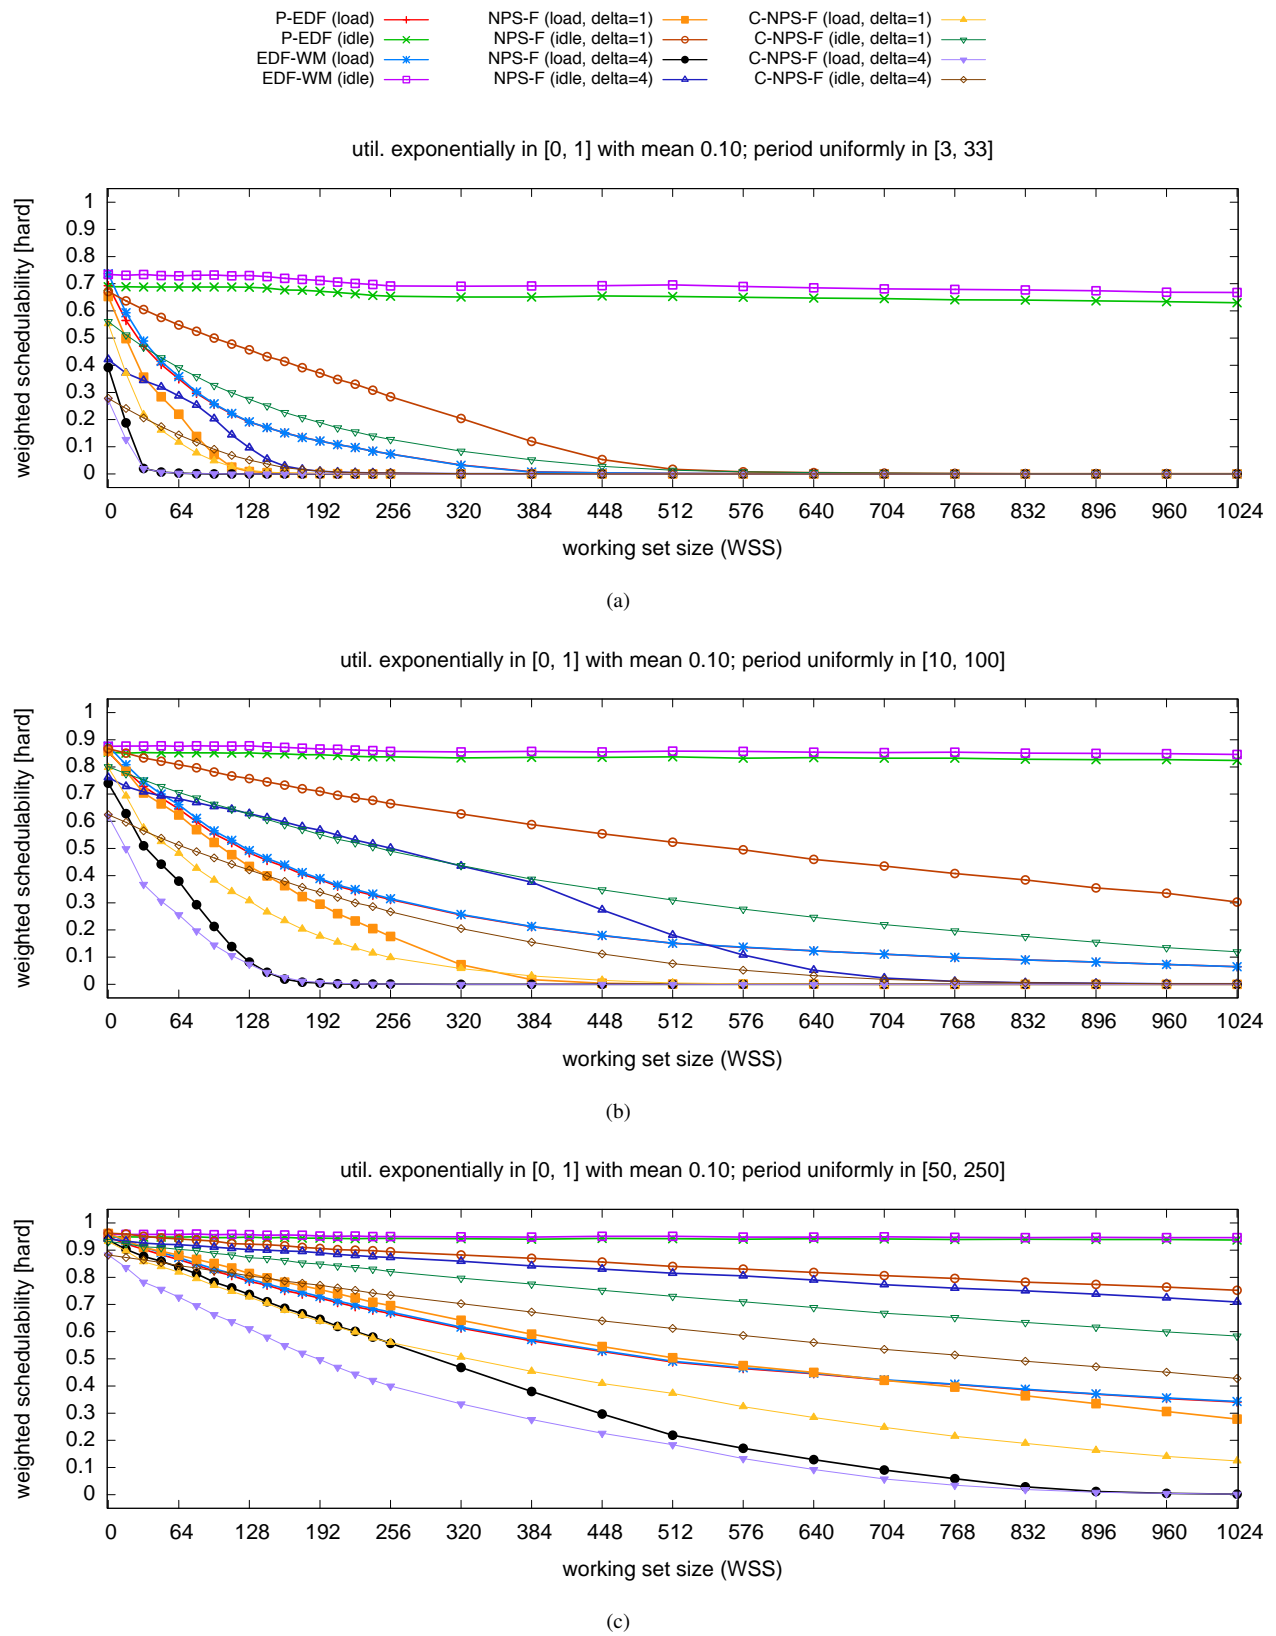 P-EDF (load)
P-EDF (idle)
EDF-WM (load)
EDF-WM (idle)
NPS-F (load, delta=1)
NPS-F (idle, delta=1)
NPS-F (load, delta=4)
NPS-F (idle, delta=4)
C-NPS-F (load, delta=1)
C-NPS-F (idle, delta=1)
C-NPS-F (load, delta=4)
C-NPS-F (idle, delta=4)
util. exponentially in [0, 1] with mean 0.10; period uniformly in [3, 33]
weighted schedulability [hard]
1
0.9
0.8
0.7
0.6
0.5
0.4
0.3
0.2
0.1
0
0 64 128 192 256 320 384 448 512 576 640 704 768 832 896 960 1024
working set size (WSS)
(a)
util. exponentially in [0, 1] with mean 0.10; period uniformly in [10, 100]
weighted schedulability [hard]
1
0.9
0.8
0.7
0.6
0.5
0.4
0.3
0.2
0.1
0
0 64 128 192 256 320 384 448 512 576 640 704 768 832 896 960 1024
working set size (WSS)
(b)
util. exponentially in [0, 1] with mean 0.10; period uniformly in [50, 250]
weighted schedulability [hard]
1
0.9
0.8
0.7
0.6
0.5
0.4
0.3
0.2
0.1
0
0 64 128 192 256 320 384 448 512 576 640 704 768 832 896 960 1024
working set size (WSS)
(c)